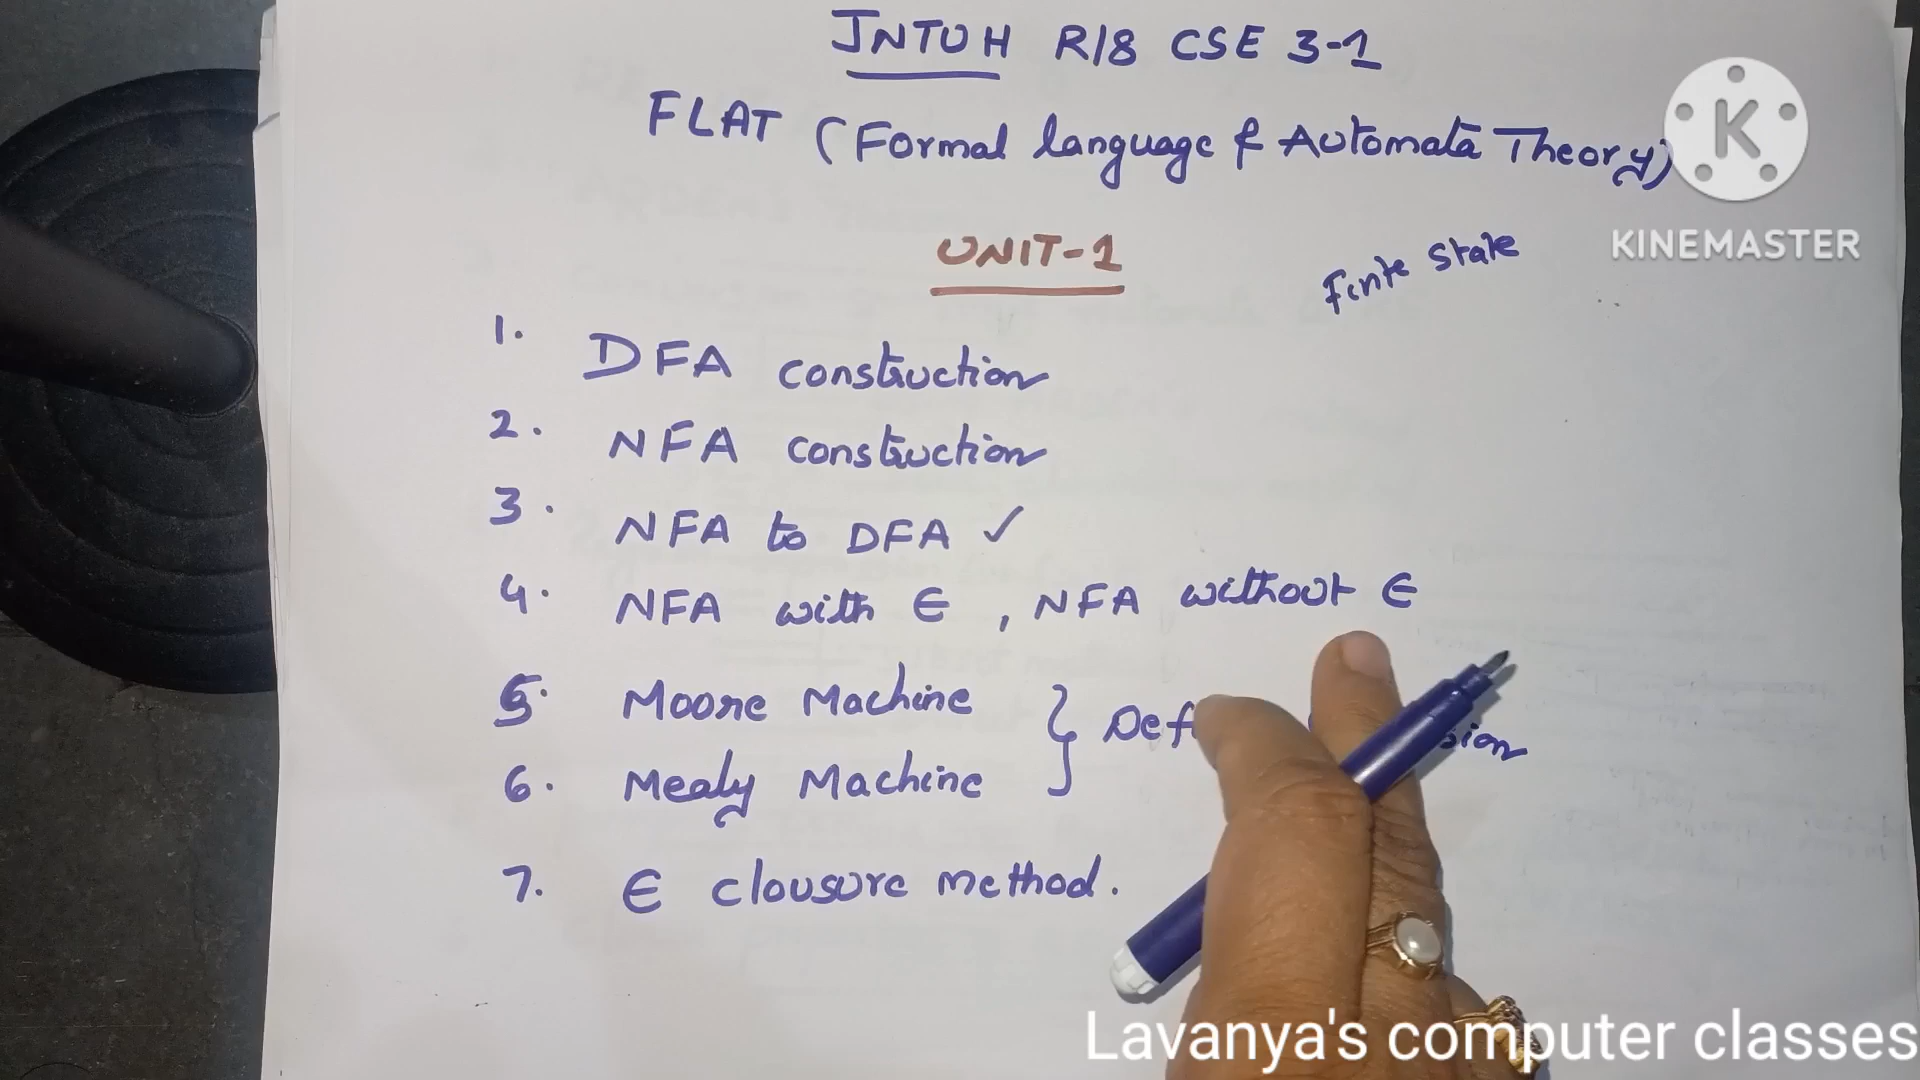 JNTUH R18 CSE 3-1
FLAT (Formal language & Automata Theory)
KINEMASTER
UNIT-1
Finite State
1. DFA construction
2. NFA construction
3. NFA to DFA ✓
4. NFA with ∈, NFA without ∈
5. Moore Machine
6. Mealy Machine
7. ∈ clousure method.
Lavanya's computer classes